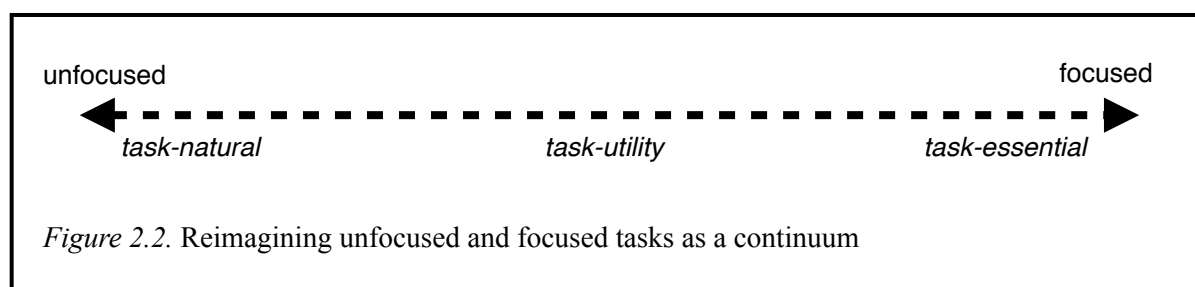 unfocused focused
task-natural task-utility task-essential
Figure 2.2. Reimagining unfocused and focused tasks as a continuum